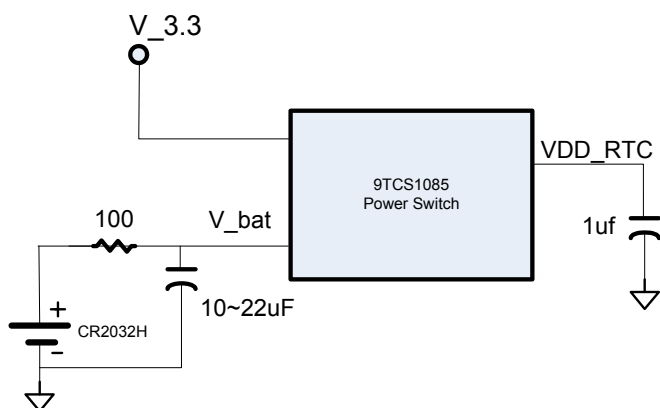 V_3.3
9TCS1085
Power Switch
VDD_RTC
100
V_bat
1uf
10~22uF
+
CR2032H
-